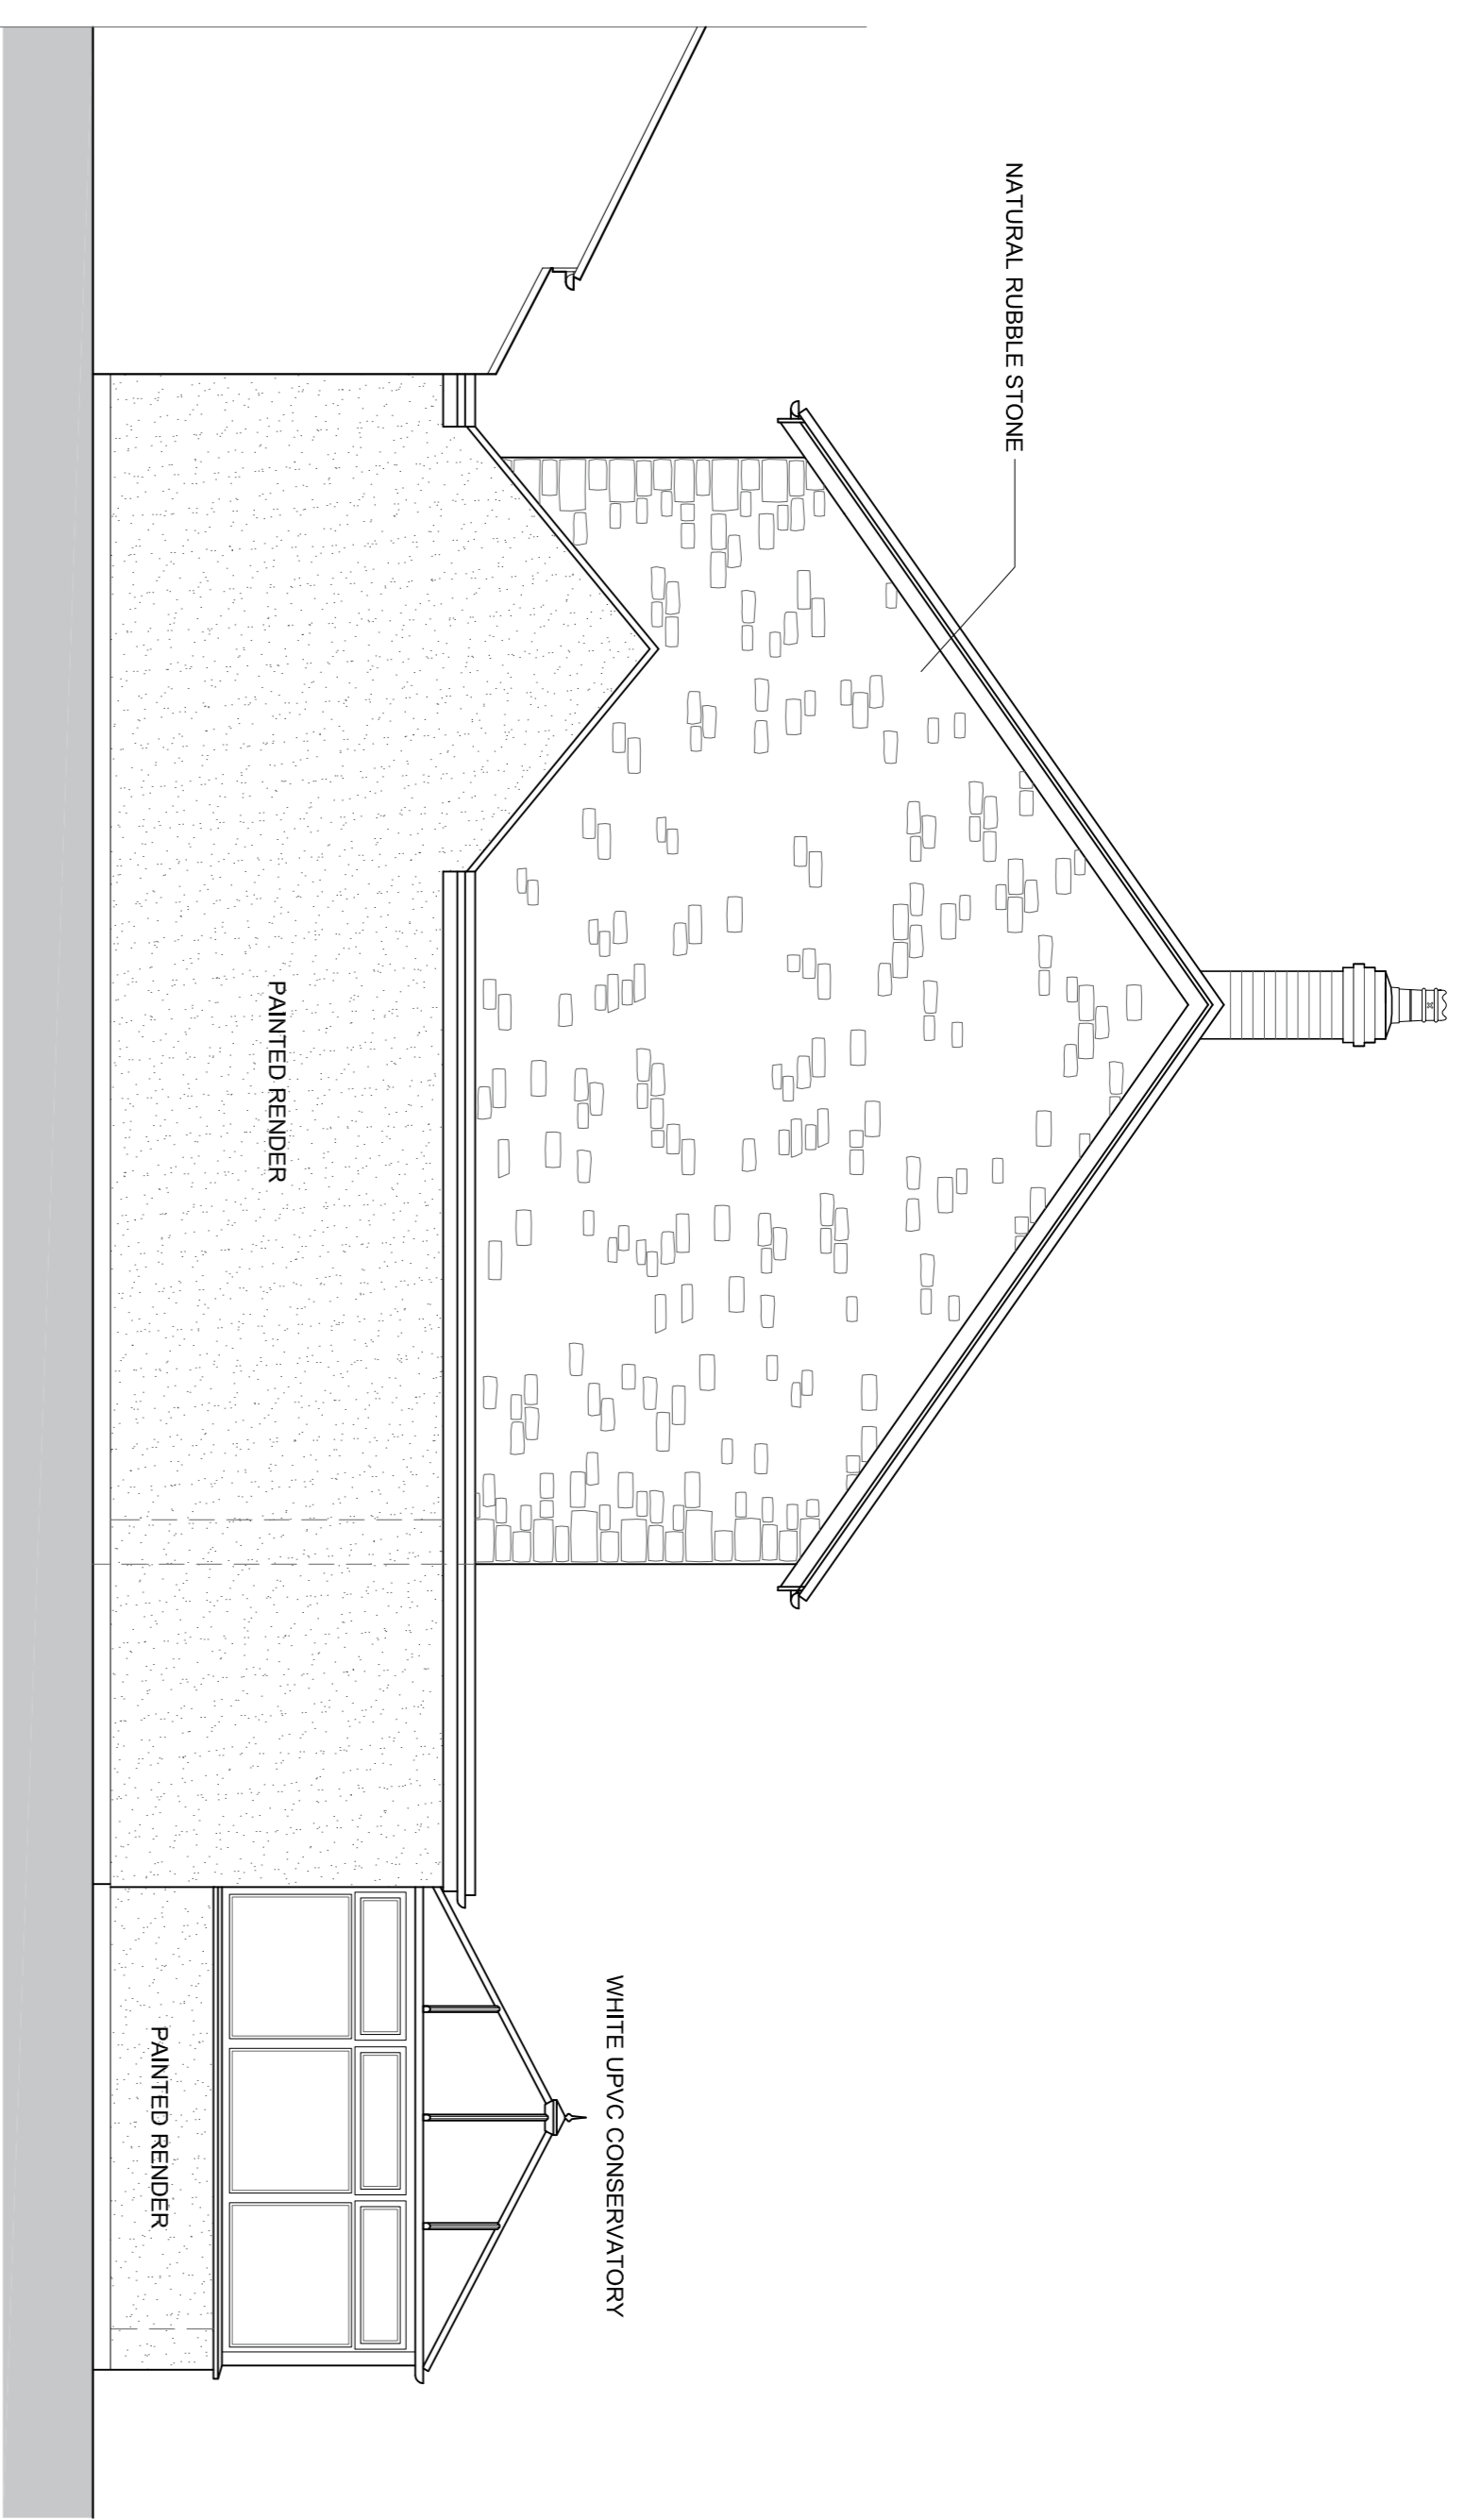 NATURAL RUBBLE STONE
WHITE UPVC CONSERVATORY
PAINTED RENDER
PAINTED RENDER